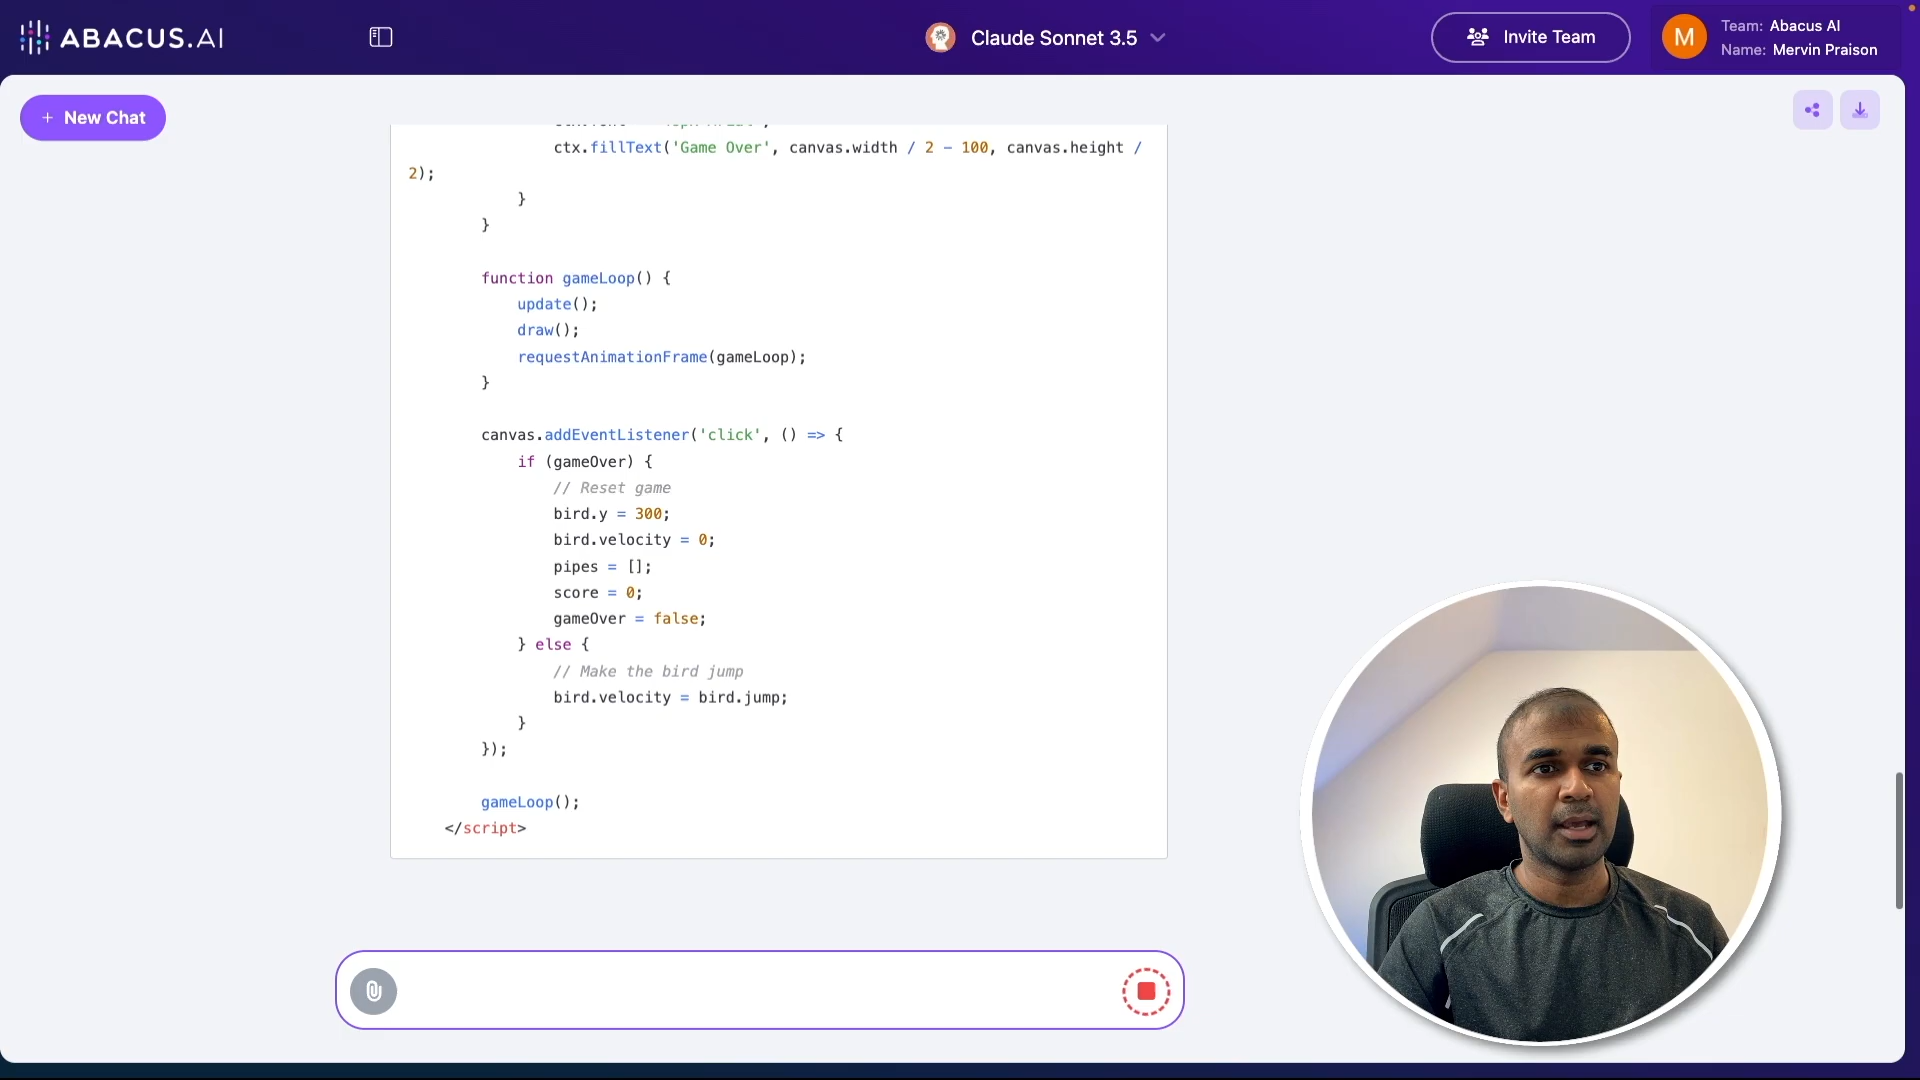 ABACUS.AI
Claude Sonnet 3.5
Invite Team
M
Team: Abacus AI
Name: Mervin Praison
+ New Chat
ctx.fillText('Game Over', canvas.width / 2 - 100, canvas.height /
2);
}
}
function gameLoop() {
update();
draw();
requestAnimationFrame(gameLoop);
}
canvas.addEventListener('click', () => {
if (gameOver) {
// Reset game
bird.y = 300;
bird.velocity = 0;
pipes = [];
score = 0;
gameOver = false;
} else {
// Make the bird jump
bird.velocity = bird.jump;
}
});
gameLoop();
</script>